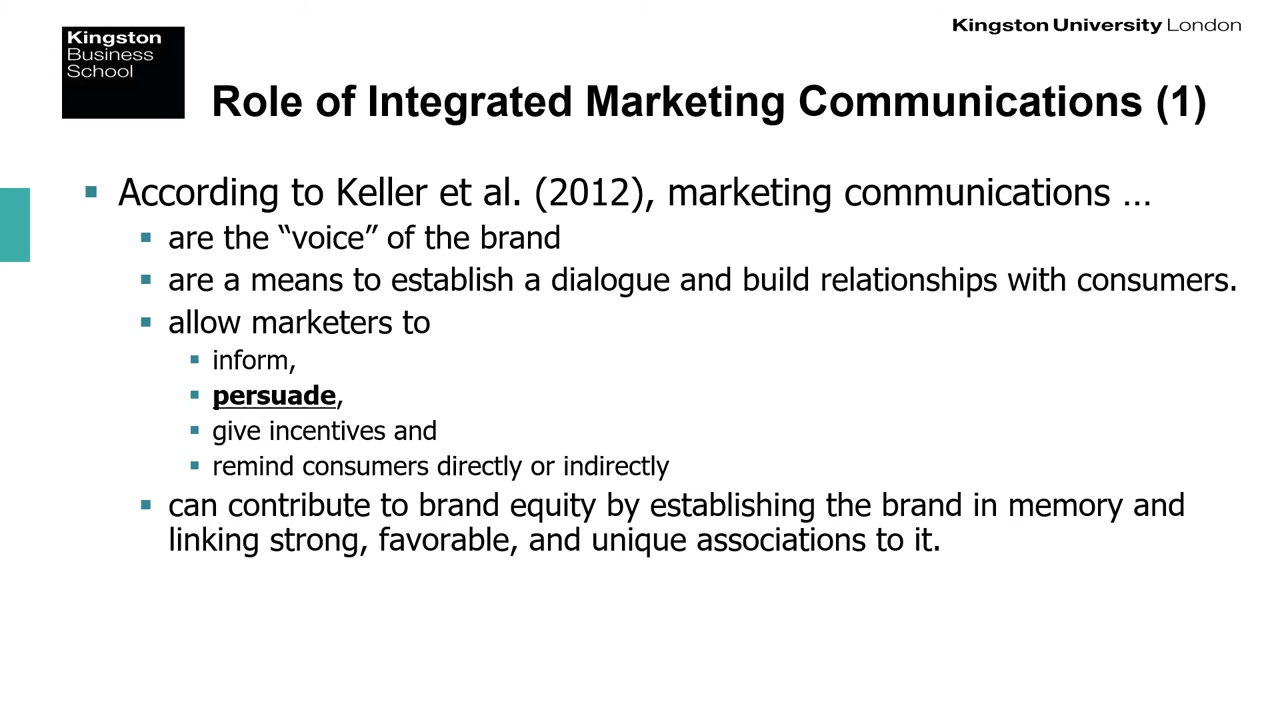 Kingston University London
Kingston
Business
School
Role of Integrated Marketing Communications (1)
According to Keller et al. (2012), marketing communications …
are the “voice” of the brand
are a means to establish a dialogue and build relationships with consumers.
allow marketers to
inform,
persuade,
give incentives and
remind consumers directly or indirectly
can contribute to brand equity by establishing the brand in memory and
linking strong, favorable, and unique associations to it.